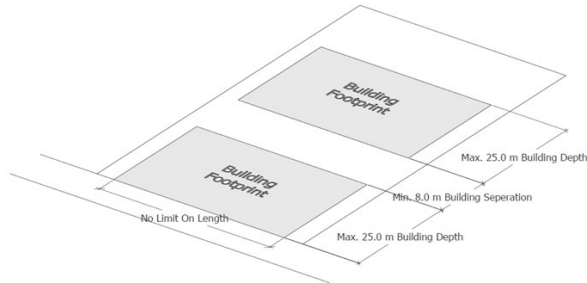 Building
Footprint
Max. 25.0 m Building Depth
Building
Footprint
Min. 8.0 m Building Seperation
No Limit On Length
Max. 25.0 m Building Depth